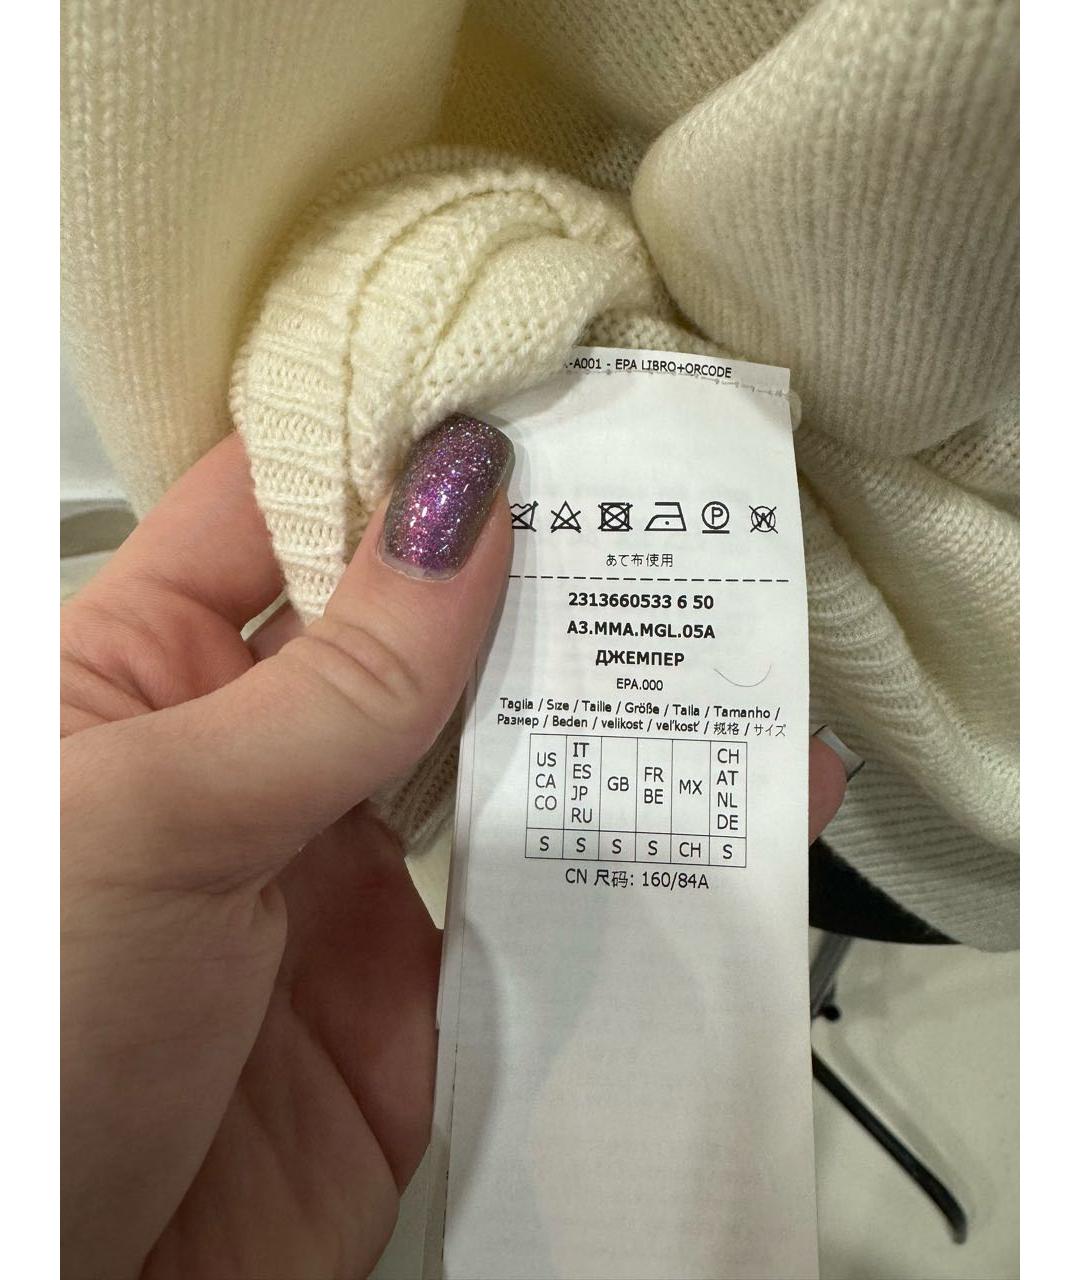 -A001 - EPA LIBRO+QRCODE
P
W
あて布使用
2313660533 6 50
A3.MMA.MGL.05A
ДЖЕМПЕР
EPA.000
Taglia / Size / Taille / Größe / Talla / Tamanho /
Размер / Beden / velikost / veľkosť / 规格 / サイズ
US CA CO
IT ES JP RU
GB
FR BE
MX
CH AT NL DE
S S S S CH S
CN 尺码: 160/84A